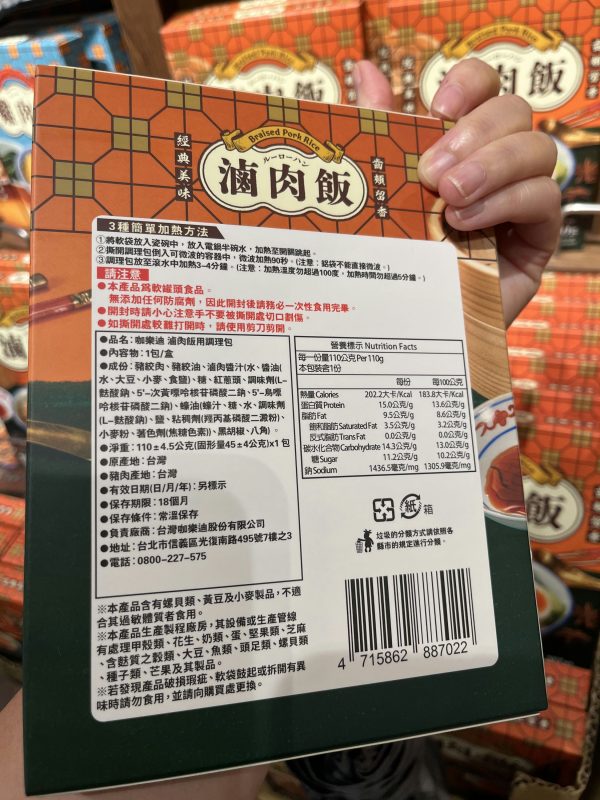 Braised Pork Rice
ルーローハン
滷肉飯
經典美味
齒頰留香
3種簡單加熱方法
①將軟袋放入瓷碗中，放入電鍋半碗水，加熱至開關跳起。
②撕開調理包倒入可微波的容器中，微波加熱90秒。(注意：鋁袋不能直接微波。)
③調理包放至滾水中加熱3~4分鐘。(注意：加熱溫度勿超過100度，加熱時間勿超過5分鐘。)
請注意
●本產品為軟罐頭食品。
無添加任何防腐劑，因此開封後請務必一次性食用完畢。
●開封時請小心注意手不要被撕開處切口劃傷。
●如撕開處較難打開時，請使用剪刀剪開。
●品名：咖樂迪 滷肉飯用調理包
●內容物：1包/盒
●成份：豬絞肉、豬絞油、滷肉醬汁(水、醬油(
水、大豆、小麥、食鹽)、糖、紅蔥頭、調味劑(L-
麩酸鈉、5'-次黃嘌呤核苷磷酸二鈉、5'-鳥嘌
呤核苷磷酸二鈉)、蠔油(蠔汁、糖、水、調味劑
(L-麩酸鈉)、鹽、粘稠劑(羥丙基磷酸二澱粉)、
小麥粉、著色劑(焦糖色素))、黑胡椒、八角)。
●淨重：110±4.5公克(固形量45±4公克)x1包
●原產地：台灣
●豬肉產地：台灣
●有效日期(日/月/年)：另標示
●保存期限：18個月
●保存條件：常溫保存
●負責廠商：台灣咖樂迪股份有限公司
●地址：台北市信義區光復南路495號7樓之3
●電話：0800-227-575
營養標示 Nutrition Facts
每一份量110公克 Per 110g
本包裝含1份
每份 每100公克
熱量 Calories 202.2大卡/Kcal 183.8大卡/Kcal
蛋白質 Protein 15.0公克/g 13.6公克/g
脂肪 Fat 9.5公克/g 8.6公克/g
飽和脂肪 Saturated Fat 3.5公克/g 3.2公克/g
反式脂肪 Trans Fat 0.0公克/g 0.0公克/g
碳水化合物 Carbohydrate 14.3公克/g 13.0公克/g
糖 Sugar 11.2公克/g 10.2公克/g
鈉 Sodium 1436.5毫克/mg 1305.9毫克/mg
紙 箱
垃圾的分類方式請依照各
縣市的規定進行分類。
※本產品含有螺貝類、黃豆及小麥製品，不適
合其過敏體質者食用。
※本產品生產製程廠房，其設備或生產管線
有處理甲殼類、花生、奶類、蛋、堅果類、芝麻
、含麩質之穀類、大豆、魚類、頭足類、螺貝類
、種子類、芒果及其製品。
※若發現產品破損瑕疵、軟袋鼓起或拆開有異
味時請勿食用，並請向購買處更換。
4 715862 887022